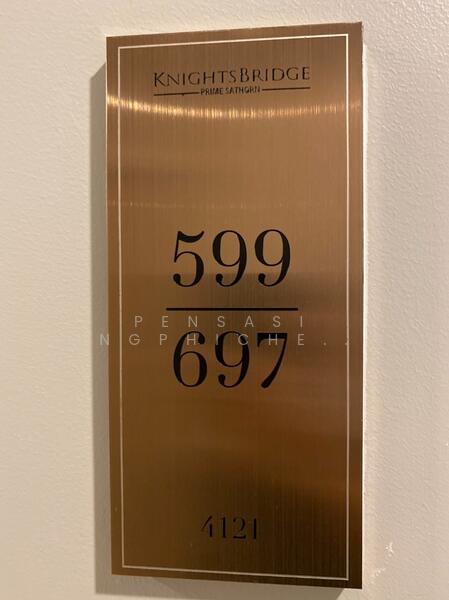 KNIGHTSBRIDGE
PRIME SATHORN
599
PENSASI
NGPHICHE...
697
4121